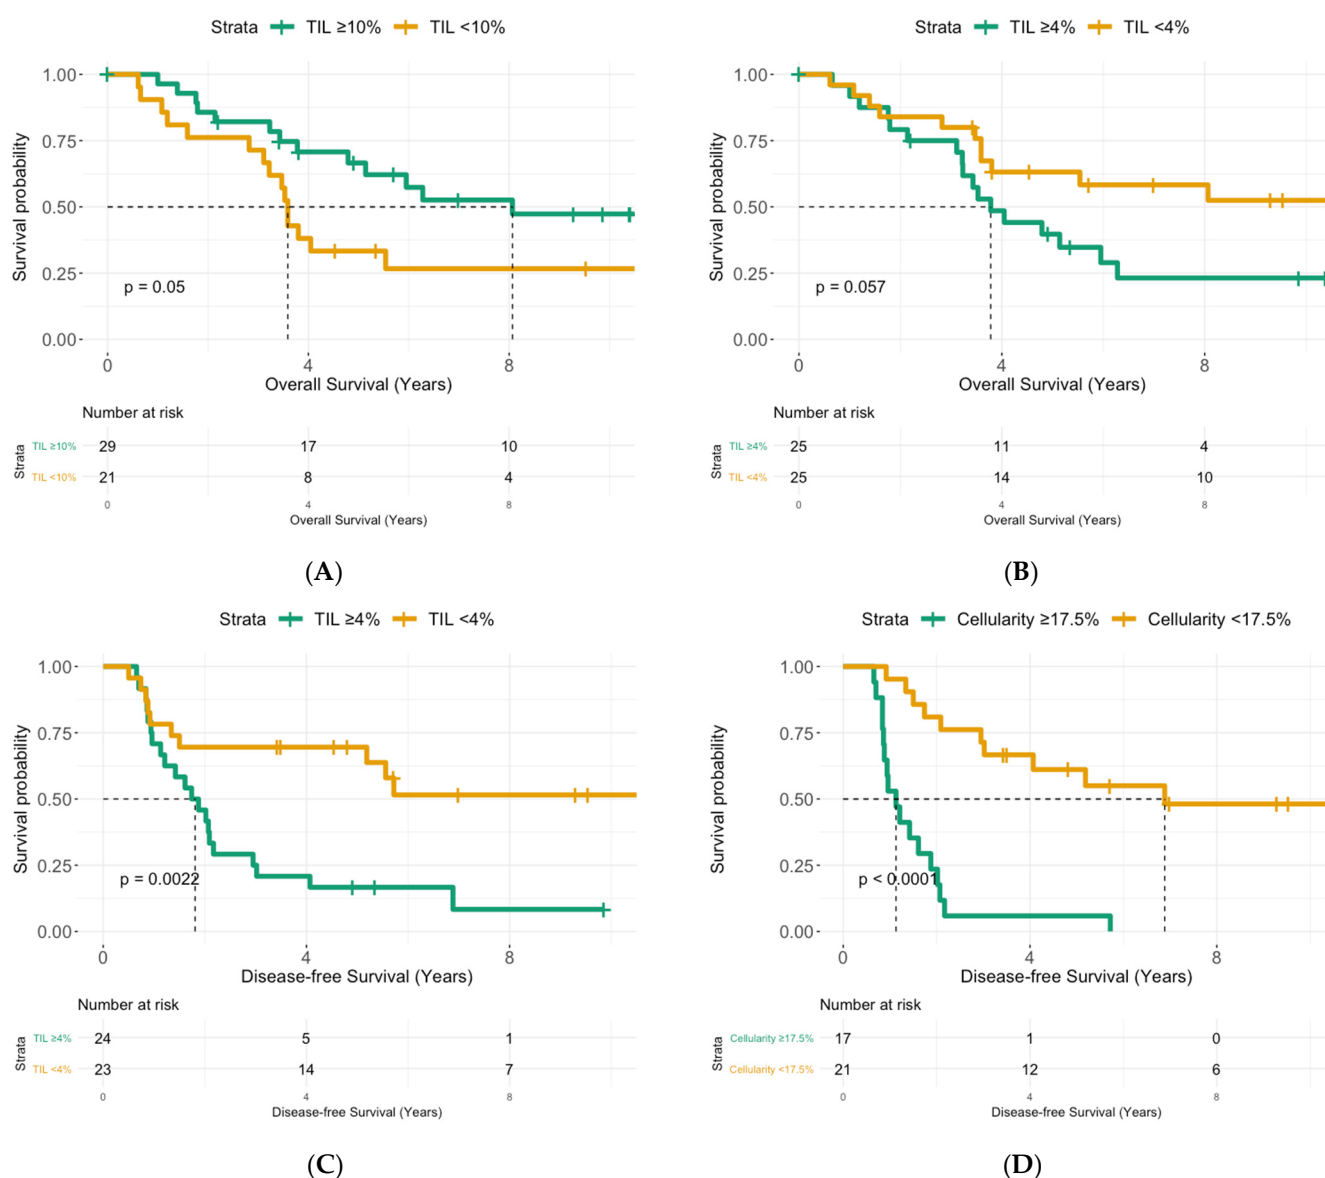 Strata TIL ≥10% TIL <10%
1.00
0.75
0.50
0.25
0.00
Survival probability
p = 0.05
0 4 8
Overall Survival (Years)
Number at risk
Strata
TIL ≥10% 29 17 10
TIL <10% 21 8 4
0 4 8
Overall Survival (Years)
(A)
Strata TIL ≥4% TIL <4%
1.00
0.75
0.50
0.25
0.00
Survival probability
p = 0.057
0 4 8
Overall Survival (Years)
Number at risk
Strata
TIL ≥4% 25 11 4
TIL <4% 25 14 10
0 4 8
Overall Survival (Years)
(B)
Strata TIL ≥4% TIL <4%
1.00
0.75
0.50
0.25
0.00
Survival probability
p = 0.0022
0 4 8
Disease-free Survival (Years)
Number at risk
Strata
TIL ≥4% 24 5 1
TIL <4% 23 14 7
0 4 8
Disease-free Survival (Years)
(C)
Strata Cellularity ≥17.5% Cellularity <17.5%
1.00
0.75
0.50
0.25
0.00
Survival probability
p < 0.0001
0 4 8
Disease-free Survival (Years)
Number at risk
Strata
Cellularity ≥17.5% 17 1 0
Cellularity <17.5% 21 12 6
0 4 8
Disease-free Survival (Years)
(D)